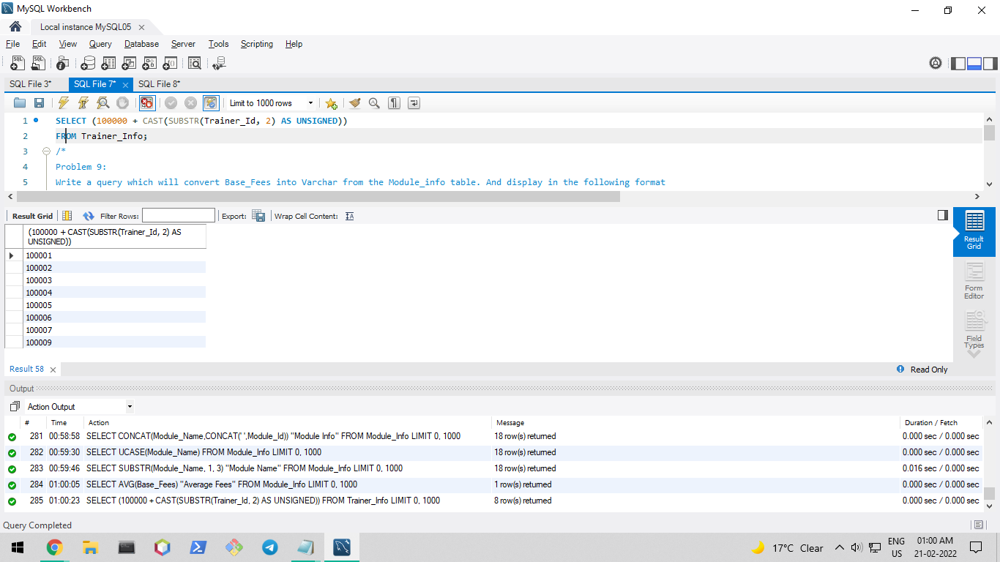 MySQL Workbench
Local instance MySQL05
File Edit View Query Database Server Tools Scripting Help
SQL File 3* SQL File 7* SQL File 8*
Limit to 1000 rows
1 SELECT (100000 + CAST(SUBSTR(Trainer_Id, 2) AS UNSIGNED))
2 FROM Trainer_Info;
3 /*
4 Problem 9:
5 Write a query which will convert Base_Fees into Varchar from the Module_info table. And display in the following format
Result Grid Filter Rows: Export: Wrap Cell Content:
(100000 + CAST(SUBSTR(Trainer_Id, 2) AS
UNSIGNED))
100001
100002
100003
100004
100005
100006
100007
100009
Result
Grid
Form
Editor
Field
Types
Result 58
Read Only
Output
Action Output
# Time Action Message Duration / Fetch
281 00:58:58 SELECT CONCAT(Module_Name,CONCAT(' ',Module_Id)) "Module Info" FROM Module_Info LIMIT 0, 1000 18 row(s) returned 0.000 sec / 0.000 sec
282 00:59:30 SELECT UCASE(Module_Name) FROM Module_Info LIMIT 0, 1000 18 row(s) returned 0.000 sec / 0.000 sec
283 00:59:46 SELECT SUBSTR(Module_Name, 1, 3) "Module Name" FROM Module_Info LIMIT 0, 1000 18 row(s) returned 0.016 sec / 0.000 sec
284 01:00:05 SELECT AVG(Base_Fees) "Average Fees" FROM Module_Info LIMIT 0, 1000 1 row(s) returned 0.000 sec / 0.000 sec
285 01:00:23 SELECT (100000 + CAST(SUBSTR(Trainer_Id, 2) AS UNSIGNED)) FROM Trainer_Info LIMIT 0, 1000 8 row(s) returned 0.000 sec / 0.000 sec
Query Completed
17°C Clear
ENG
US
01:00 AM
21-02-2022